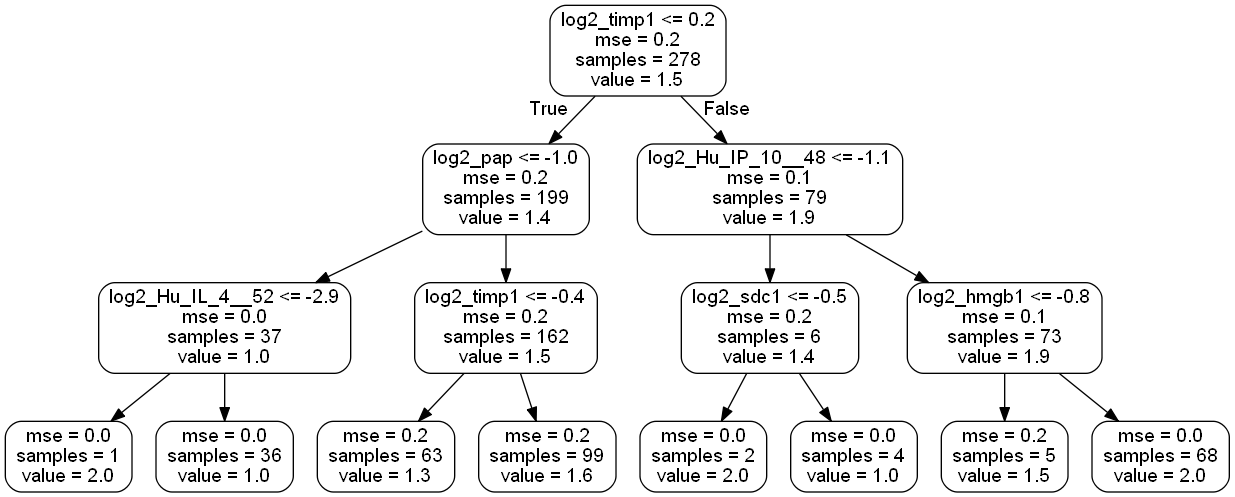 log2_timp1 <= 0.2
mse = 0.2
samples = 278
value = 1.5
True
False
log2_pap <= -1.0
mse = 0.2
samples = 199
value = 1.4
log2_Hu_IP_10__48 <= -1.1
mse = 0.1
samples = 79
value = 1.9
log2_Hu_IL_4__52 <= -2.9
mse = 0.0
samples = 37
value = 1.0
log2_timp1 <= -0.4
mse = 0.2
samples = 162
value = 1.5
log2_sdc1 <= -0.5
mse = 0.2
samples = 6
value = 1.4
log2_hmgb1 <= -0.8
mse = 0.1
samples = 73
value = 1.9
mse = 0.0
samples = 1
value = 2.0
mse = 0.0
samples = 36
value = 1.0
mse = 0.2
samples = 63
value = 1.3
mse = 0.2
samples = 99
value = 1.6
mse = 0.0
samples = 2
value = 2.0
mse = 0.0
samples = 4
value = 1.0
mse = 0.2
samples = 5
value = 1.5
mse = 0.0
samples = 68
value = 2.0